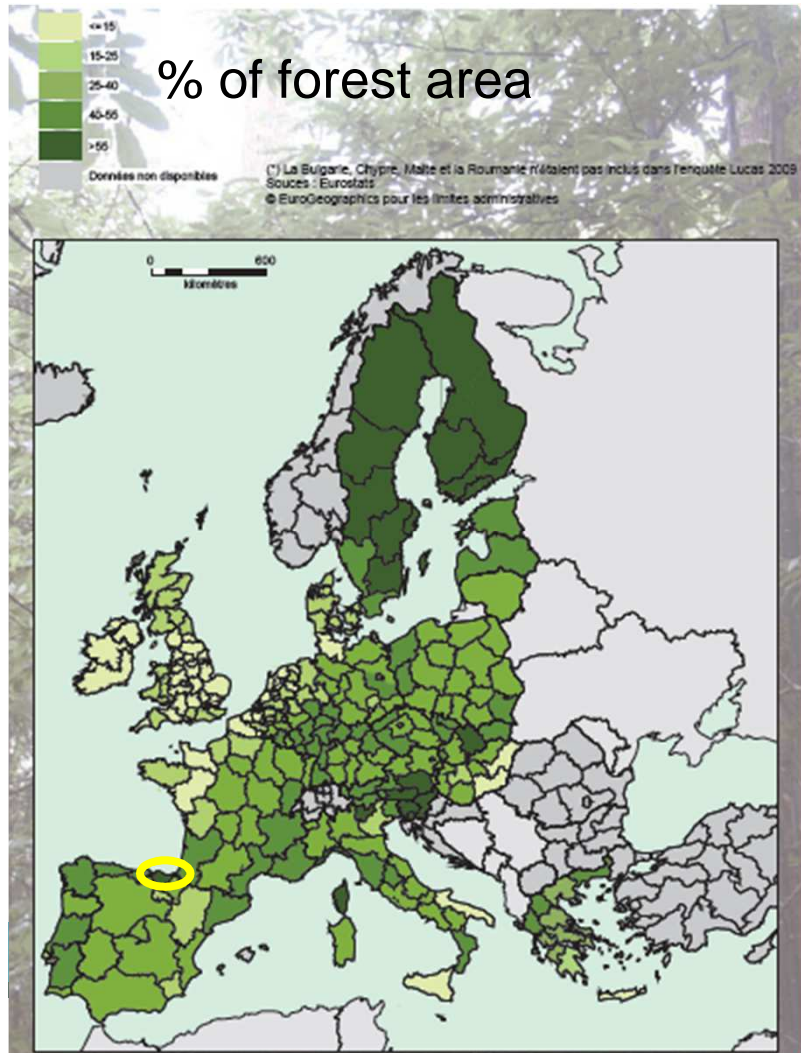 <=15
15-25
% of forest area
25-40
40-55
>55
Données non disponibles
(*) La Bulgarie, Chypre, Malte et la Roumanie n'étaient pas inclus dans l'enquête Lucas 2009
Souces : Eurostats
© EuroGeographics pour les limites administratives
0 600
kilomètres